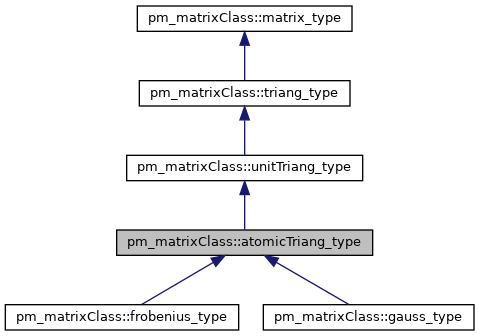 pm_matrixClass::matrix_type
pm_matrixClass::triang_type
pm_matrixClass::unitTriang_type
pm_matrixClass::atomicTriang_type
pm_matrixClass::frobenius_type
pm_matrixClass::gauss_type